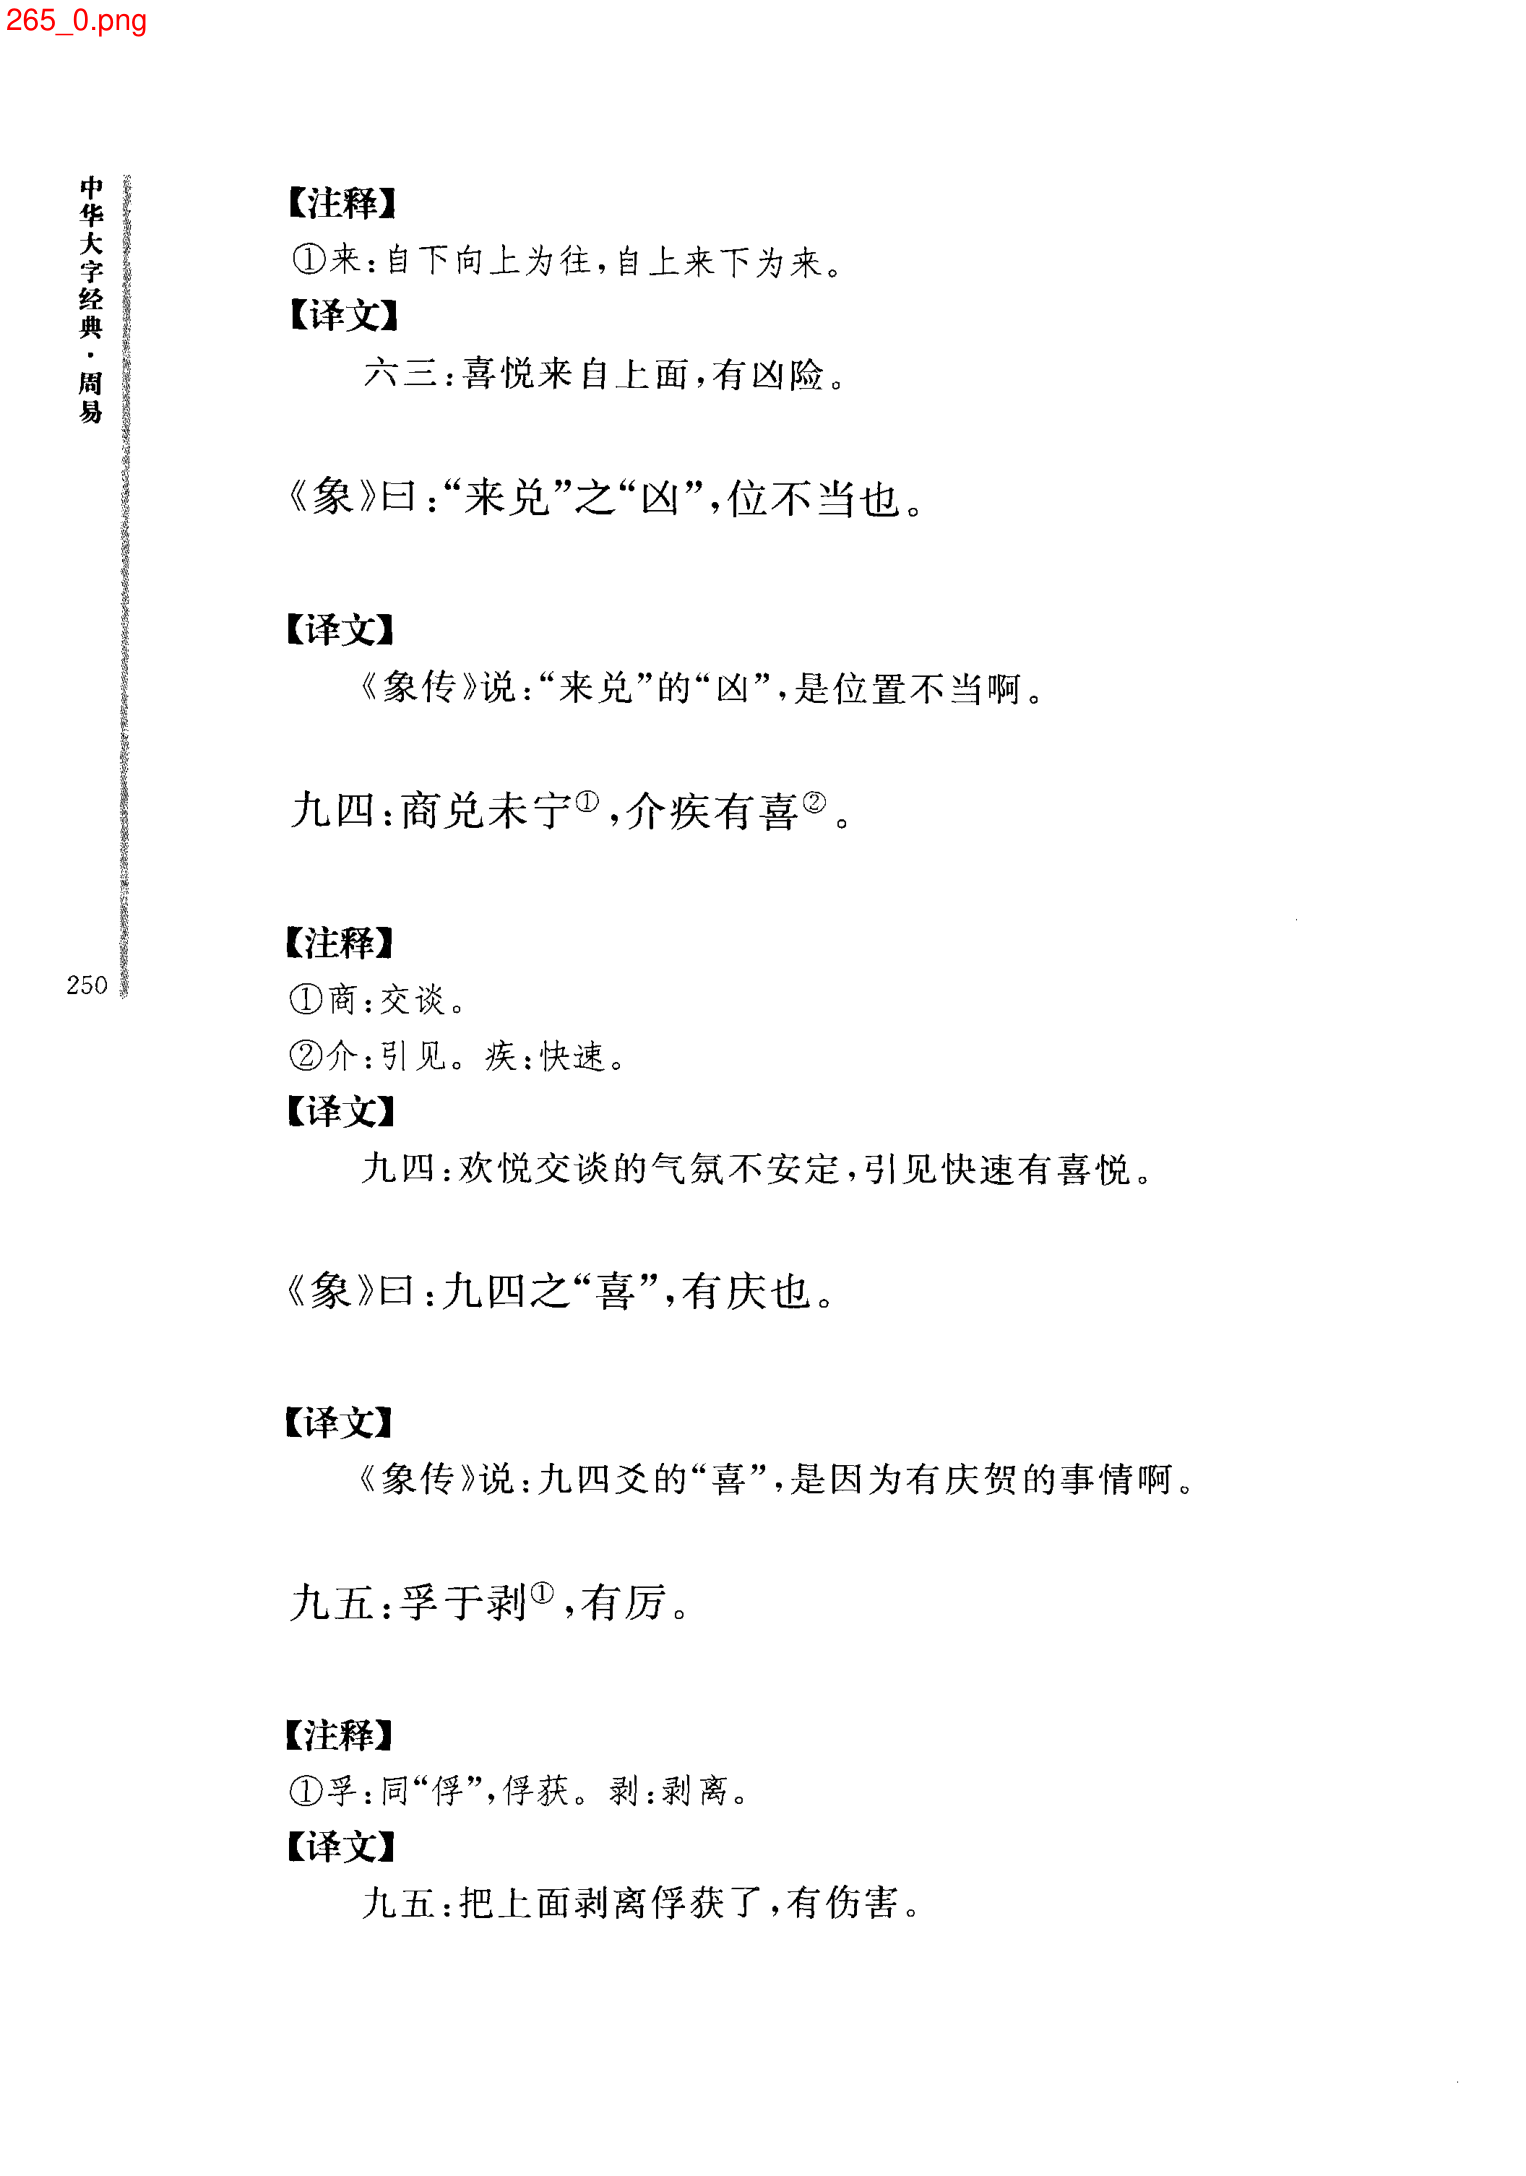 265_0.png
中华大字经典·周易
250
【注释】
①来:自下向上为往,自上来下为来。
【译文】
六三:喜悦来自上面,有凶险。
《象》曰:“来兑”之“凶”,位不当也。
【译文】
《象传》说:“来兑”的“凶”,是位置不当啊。
九四:商兑未宁①,介疾有喜②。
【注释】
①商:交谈。
②介:引见。疾:快速。
【译文】
九四:欢悦交谈的气氛不安定,引见快速有喜悦。
《象》曰:九四之“喜”,有庆也。
【译文】
《象传》说:九四爻的“喜”,是因为有庆贺的事情啊。
九五:孚于剥①,有厉。
【注释】
①孚:同“俘”,俘获。剥:剥离。
【译文】
九五:把上面剥离俘获了,有伤害。